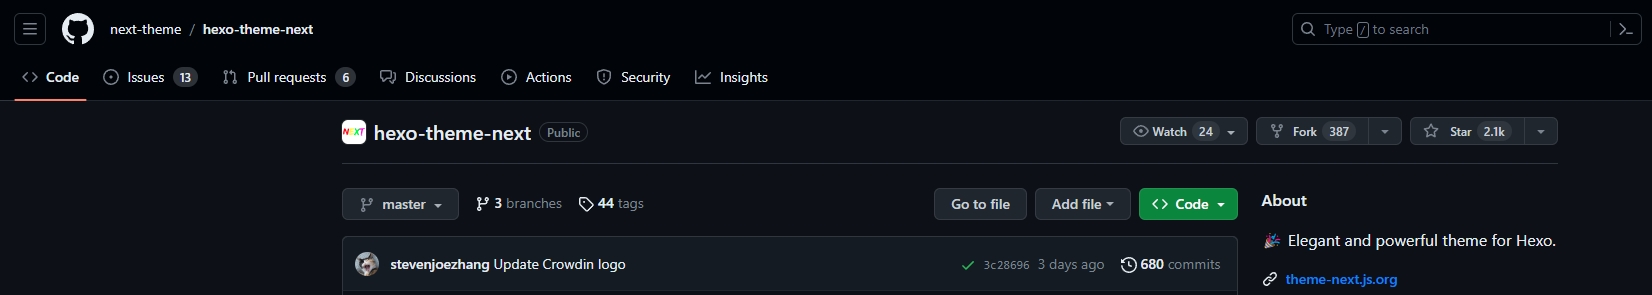 next-theme / hexo-theme-next
Type / to search
Code Issues 13 Pull requests 6 Discussions Actions Security Insights
NEXT hexo-theme-next Public
Watch 24 Fork 387 Star 2.1k
master 3 branches 44 tags
Go to file Add file Code
About
stevenjoezhang Update Crowdin logo 3c28696 3 days ago 680 commits
Elegant and powerful theme for Hexo.
theme-next.js.org